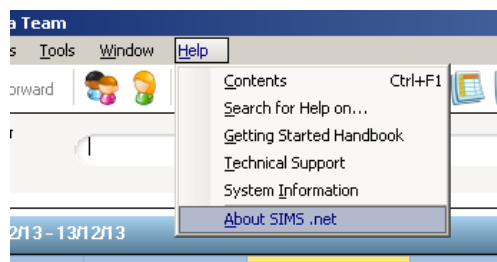 a Team
s Tools Window Help
orward
Contents Ctrl+F1
Search for Help on...
r
Getting Started Handbook
Technical Support
System Information
About SIMS .net
2/13 - 13/12/13